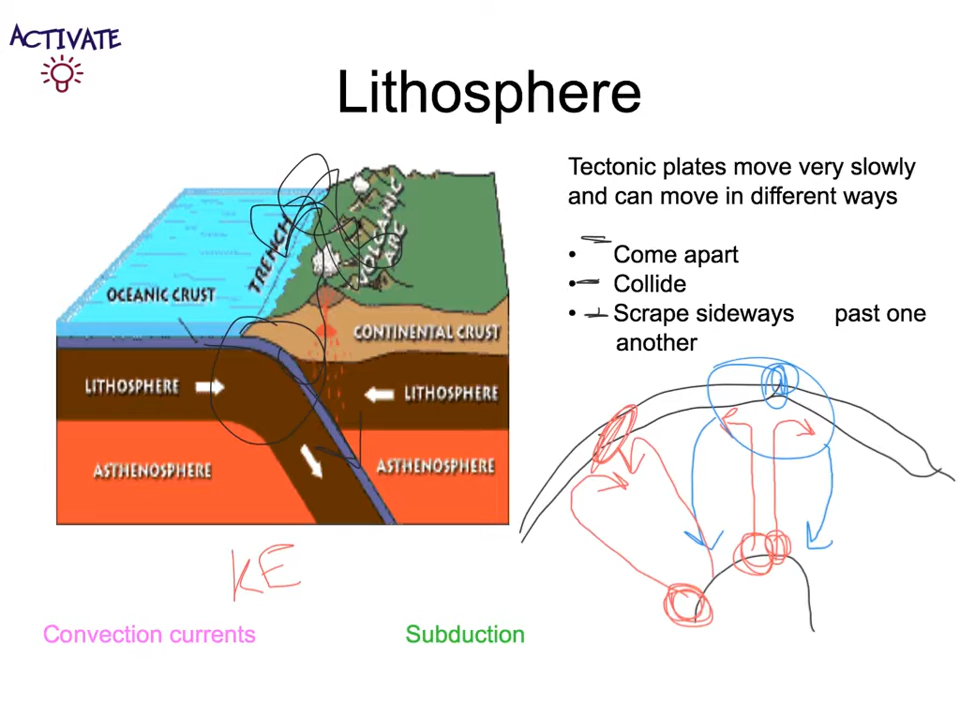 ACTIVATE
Lithosphere
Tectonic plates move very slowly
and can move in different ways
• Come apart
• Collide
• Scrape sideways past one
another
TRENCH
VOLCANIC
ARC
OCEANIC CRUST
CONTINENTAL CRUST
LITHOSPHERE
LITHOSPHERE
ASTHENOSPHERE
ASTHENOSPHERE
KE
Convection currents
Subduction